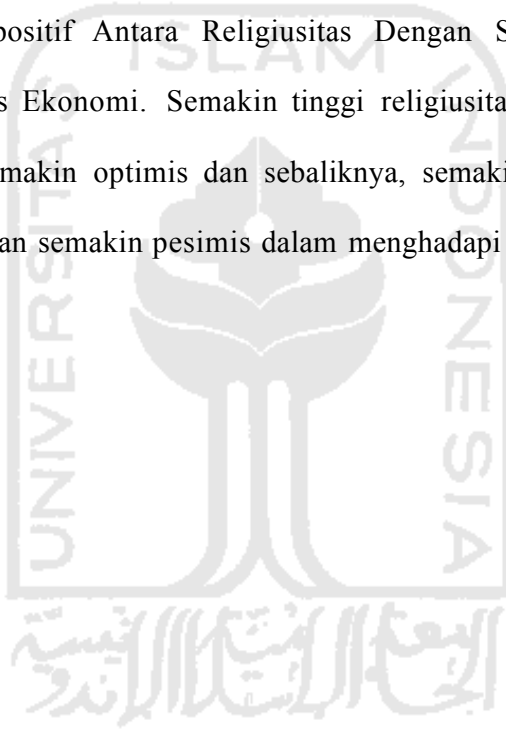 positif Antara Religiusitas Dengan S
s Ekonomi. Semakin tinggi religiusita
makin optimis dan sebaliknya, semaki
an semakin pesimis dalam menghadapi
ISLAM
UNIVERSITAS
INDONESIA